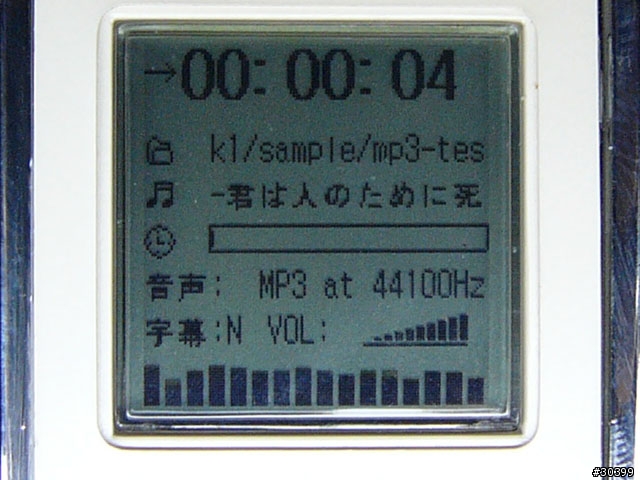 →00:00:04
k1/sample/mp3-tes
-君は人のために死
音声: MP3 at 44100Hz
字幕:N VOL:
#30399